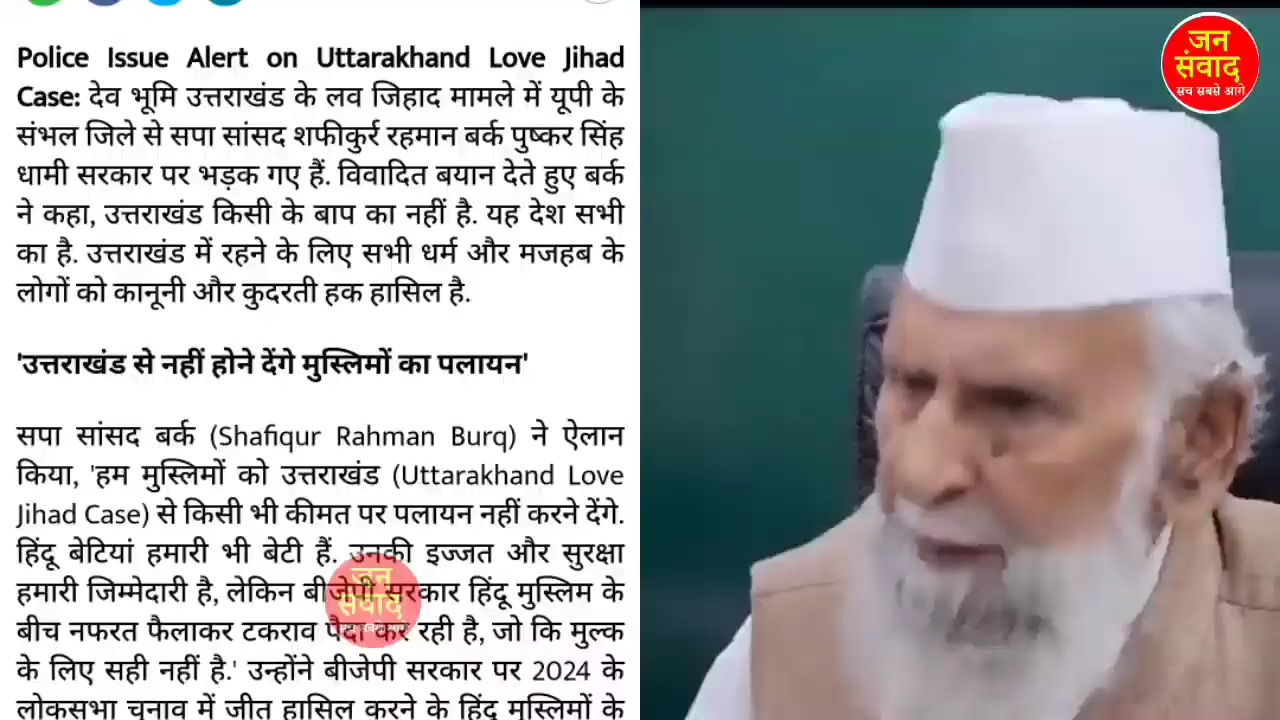 Police Issue Alert on Uttarakhand Love Jihad
Case: देव भूमि उत्तराखंड के लव जिहाद मामले में यूपी के
संभल जिले से सपा सांसद शफीकुर्र रहमान बर्क पुष्कर सिंह
धामी सरकार पर भड़क गए हैं. विवादित बयान देते हुए बर्क
ने कहा, उत्तराखंड किसी के बाप का नहीं है. यह देश सभी
का है. उत्तराखंड में रहने के लिए सभी धर्म और मजहब के
लोगों को कानूनी और कुदरती हक हासिल है.
'उत्तराखंड से नहीं होने देंगे मुस्लिमों का पलायन'
सपा सांसद बर्क (Shafiqur Rahman Burq) ने ऐलान
किया, 'हम मुस्लिमों को उत्तराखंड (Uttarakhand Love
Jihad Case) से किसी भी कीमत पर पलायन नहीं करने देंगे.
हिंदू बेटियां हमारी भी बेटी हैं. उनकी इज्जत और सुरक्षा
हमारी जिम्मेदारी है, लेकिन बीजेपी सरकार हिंदू मुस्लिम के
बीच नफरत फैलाकर टकराव पैदा कर रही है, जो कि मुल्क
के लिए सही नहीं है.' उन्होंने बीजेपी सरकार पर 2024 के
लोकसभा चुनाव में जीत हासिल करने के हिंदू मुस्लिमों के
जन
संवाद
सच सबसे आगे
जन
संवाद
सच सबसे आगे